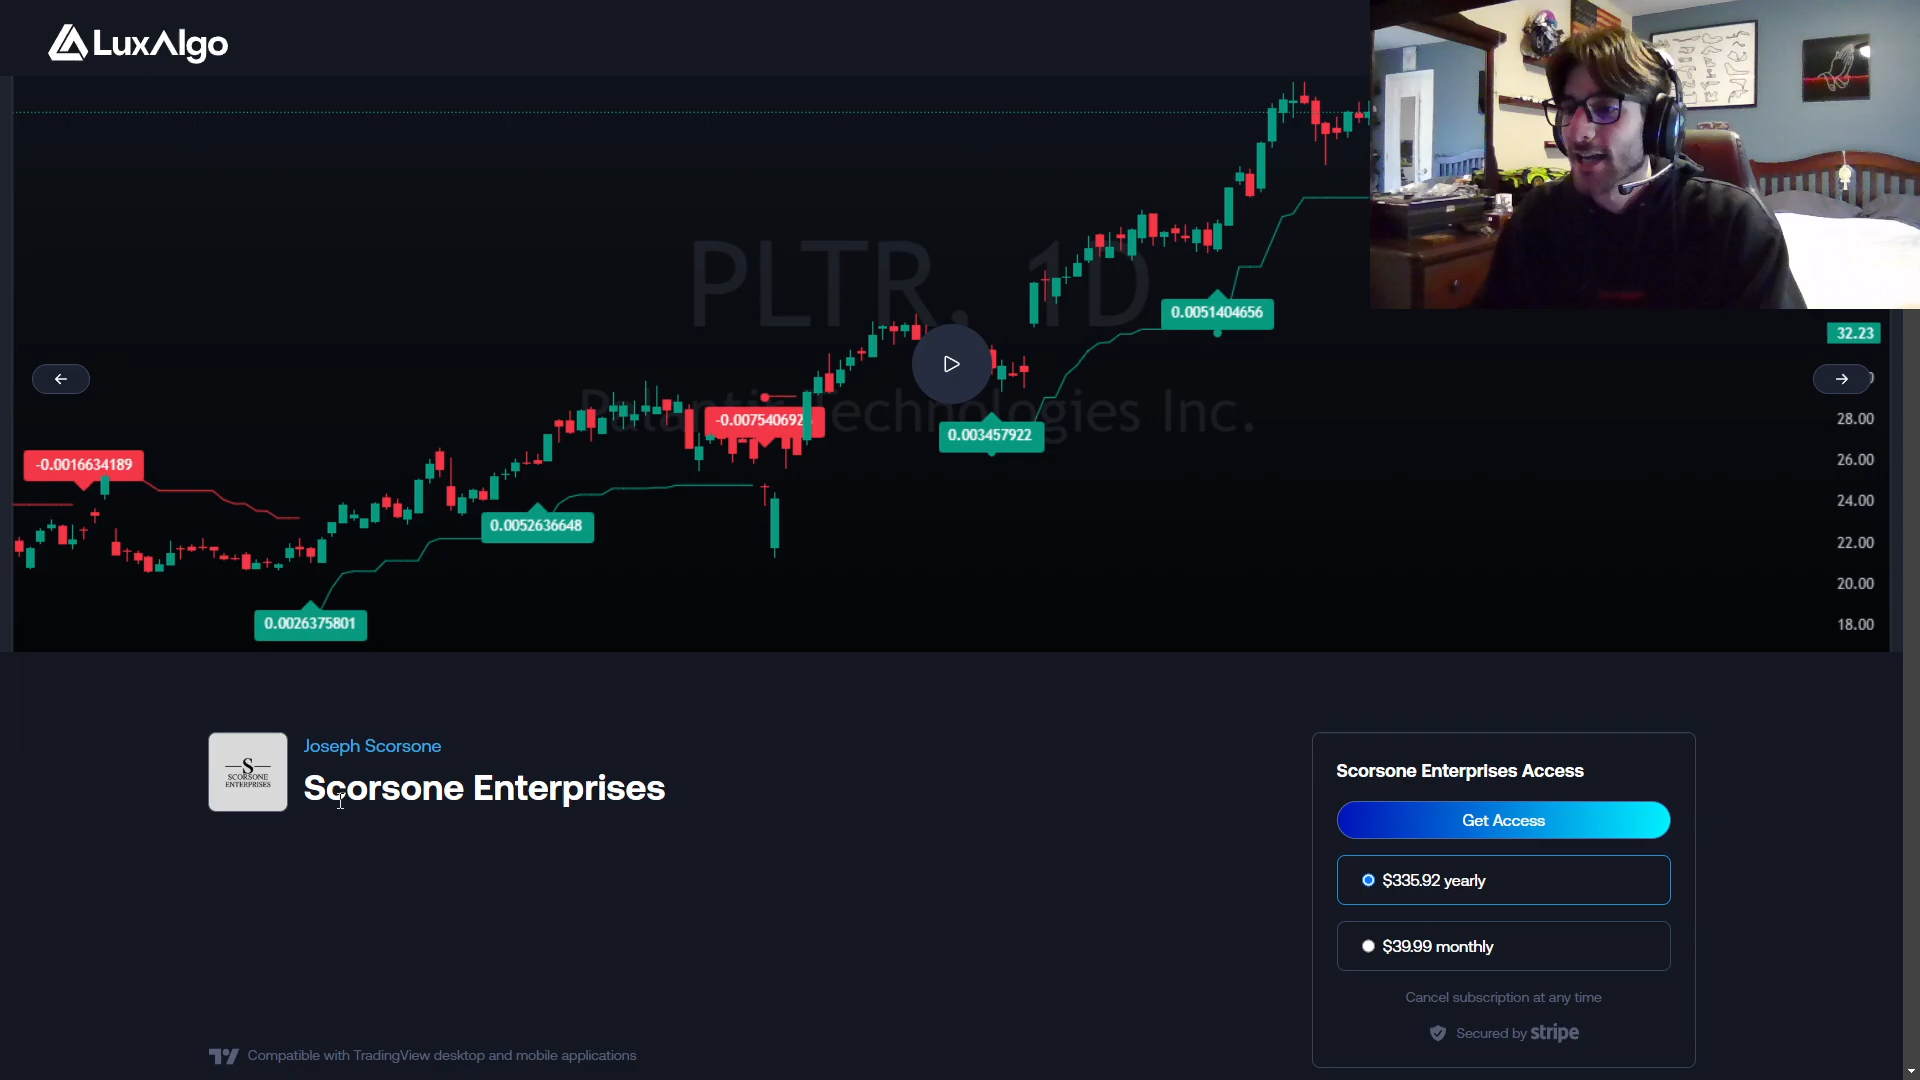 LuxAlgo
PLTR, 1D
Palantir Technologies Inc.
32.23
28.00
26.00
24.00
22.00
20.00
18.00
-0.0016634189
0.0026375801
0.0052636648
-0.007540692
0.003457922
0.0051404656
S
SCORSONE
ENTERPRISES
Joseph Scorsone
Scorsone Enterprises
Scorsone Enterprises Access
Get Access
$335.92 yearly
$39.99 monthly
Cancel subscription at any time
Secured by stripe
Compatible with TradingView desktop and mobile applications